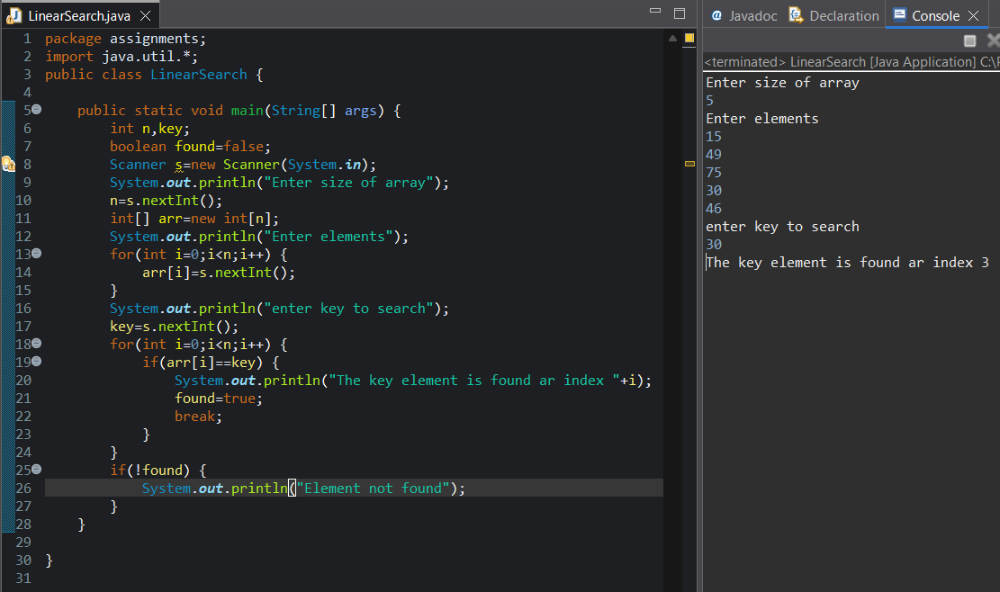 LinearSearch.java
1 package assignments;
2 import java.util.*;
3 public class LinearSearch {
4
5 public static void main(String[] args) {
6 int n,key;
7 boolean found=false;
8 Scanner s=new Scanner(System.in);
9 System.out.println("Enter size of array");
10 n=s.nextInt();
11 int[] arr=new int[n];
12 System.out.println("Enter elements");
13 for(int i=0;i<n;i++) {
14 arr[i]=s.nextInt();
15 }
16 System.out.println("enter key to search");
17 key=s.nextInt();
18 for(int i=0;i<n;i++) {
19 if(arr[i]==key) {
20 System.out.println("The key element is found ar index "+i);
21 found=true;
22 break;
23 }
24 }
25 if(!found) {
26 System.out.println("Element not found");
27 }
28 }
29
30 }
31
@ Javadoc Declaration Console
<terminated> LinearSearch [Java Application] C:\P
Enter size of array
5
Enter elements
15
49
75
30
46
enter key to search
30
The key element is found ar index 3